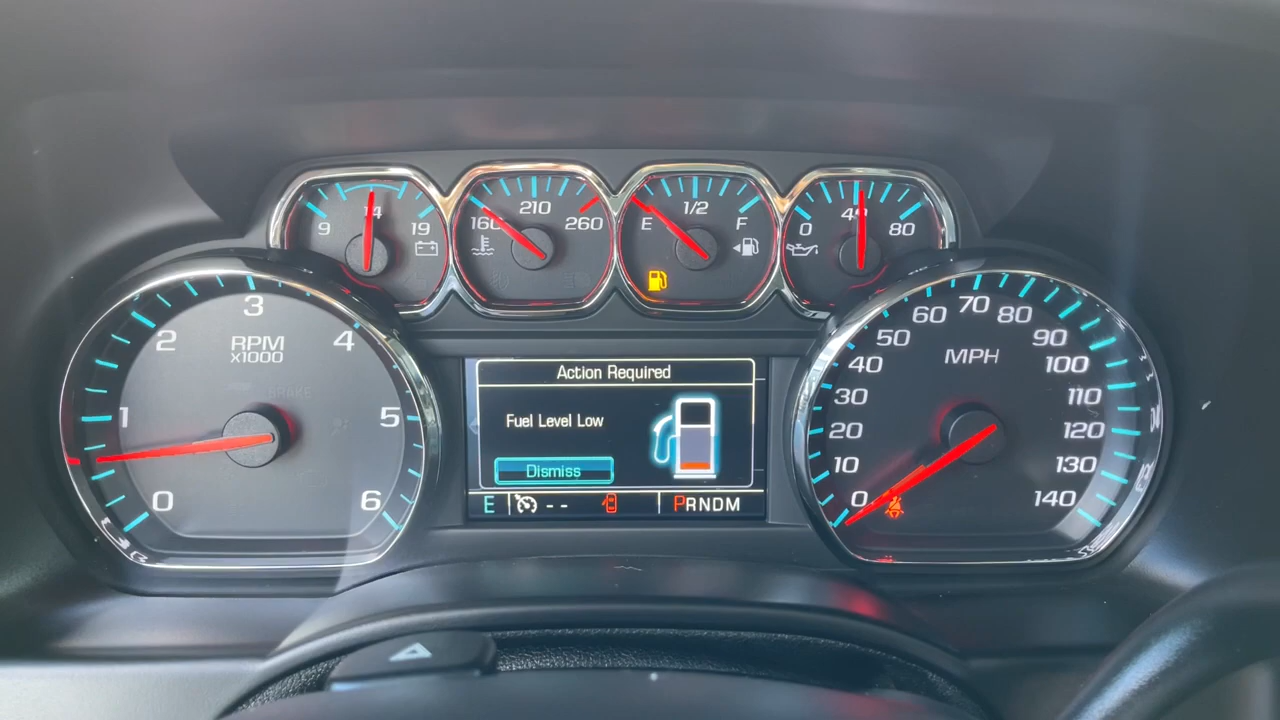 9 14 19
160 210 260
E 1/2 F
0 40 80
0 1 2 3 4 5 6
RPM
x1000
BRAKE
Action Required
Fuel Level Low
Dismiss
E -- PRNDM
0 10 20 30 40 50 60 70 80 90 100 110 120 130 140
MPH